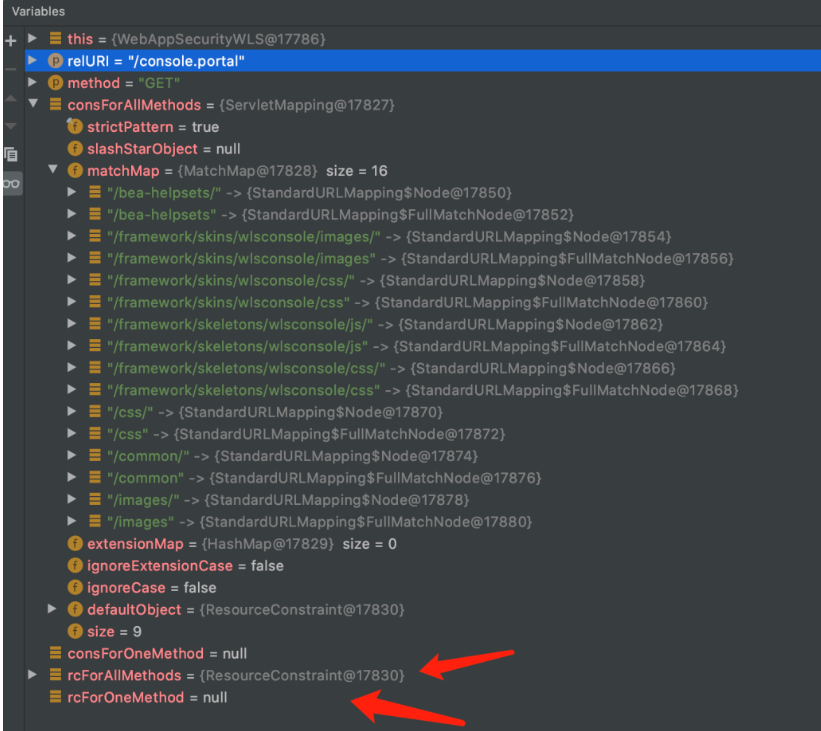 Variables
this = {WebAppSecurityWLS@17786}
relURI = "/console.portal"
method = "GET"
consForAllMethods = {ServletMapping@17827}
strictPattern = true
slashStarObject = null
matchMap = {MatchMap@17828} size = 16
"/bea-helpsets/" -> {StandardURLMapping$Node@17850}
"/bea-helpsets" -> {StandardURLMapping$FullMatchNode@17852}
"/framework/skins/wlsconsole/images/" -> {StandardURLMapping$Node@17854}
"/framework/skins/wlsconsole/images" -> {StandardURLMapping$FullMatchNode@17856}
"/framework/skins/wlsconsole/css/" -> {StandardURLMapping$Node@17858}
"/framework/skins/wlsconsole/css" -> {StandardURLMapping$FullMatchNode@17860}
"/framework/skeletons/wlsconsole/js/" -> {StandardURLMapping$Node@17862}
"/framework/skeletons/wlsconsole/js" -> {StandardURLMapping$FullMatchNode@17864}
"/framework/skeletons/wlsconsole/css/" -> {StandardURLMapping$Node@17866}
"/framework/skeletons/wlsconsole/css" -> {StandardURLMapping$FullMatchNode@17868}
"/css/" -> {StandardURLMapping$Node@17870}
"/css" -> {StandardURLMapping$FullMatchNode@17872}
"/common/" -> {StandardURLMapping$Node@17874}
"/common" -> {StandardURLMapping$FullMatchNode@17876}
"/images/" -> {StandardURLMapping$Node@17878}
"/images" -> {StandardURLMapping$FullMatchNode@17880}
extensionMap = {HashMap@17829} size = 0
ignoreExtensionCase = false
ignoreCase = false
defaultObject = {ResourceConstraint@17830}
size = 9
consForOneMethod = null
rcForAllMethods = {ResourceConstraint@17830}
rcForOneMethod = null